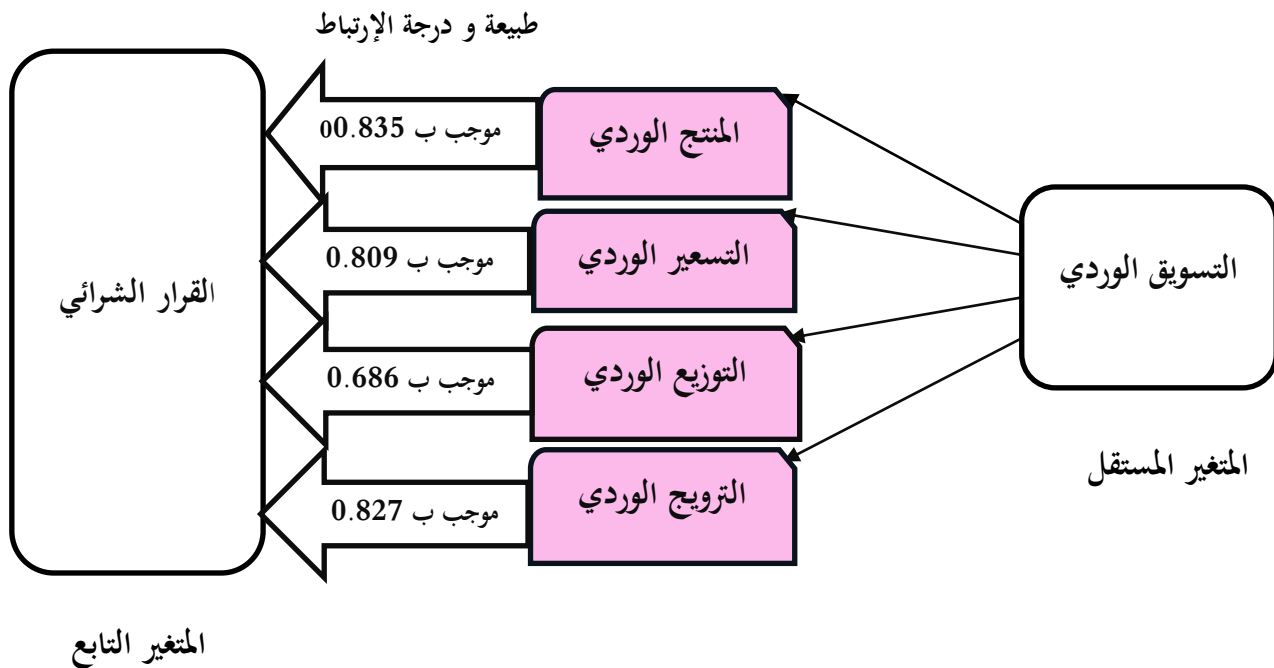 طبيعة و درجة الإرتباط
المنتج الوردي
موجب ب 00.835
التسعير الوردي
موجب ب 0.809
التسويق الوردي
القرار الشرائي
التوزيع الوردي
موجب ب 0.686
المتغير المستقل
الترويج الوردي
موجب ب 0.827
المتغير التابع